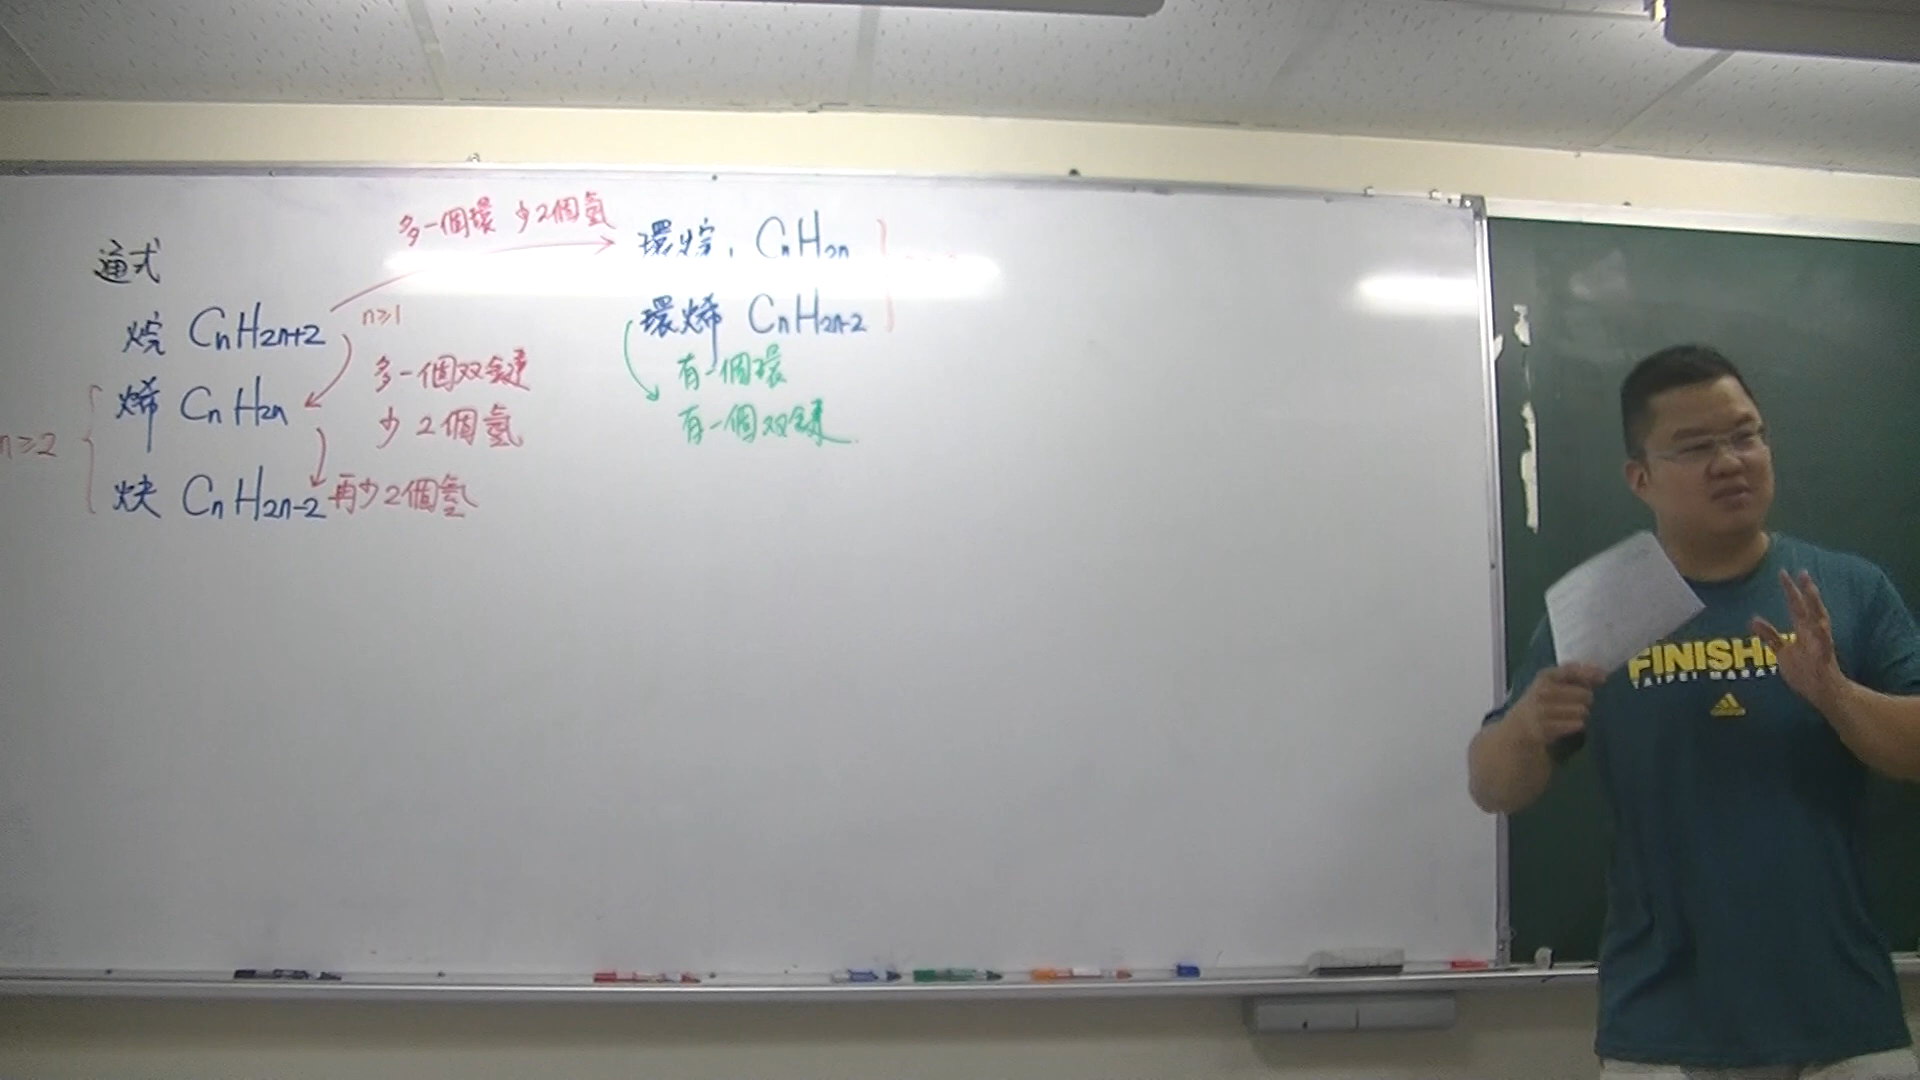 通式
烷 CnH2n+2
n≥1
烯 CnH2n
炔 CnH2n-2
n≥2
多一個環 少2個氫
多一個双鍵
少2個氫
再少2個氫
環烷, CnH2n
環烯 CnH2n-2
有一個環
有一個双鍵
FINISHE
TAIPEI MARAT